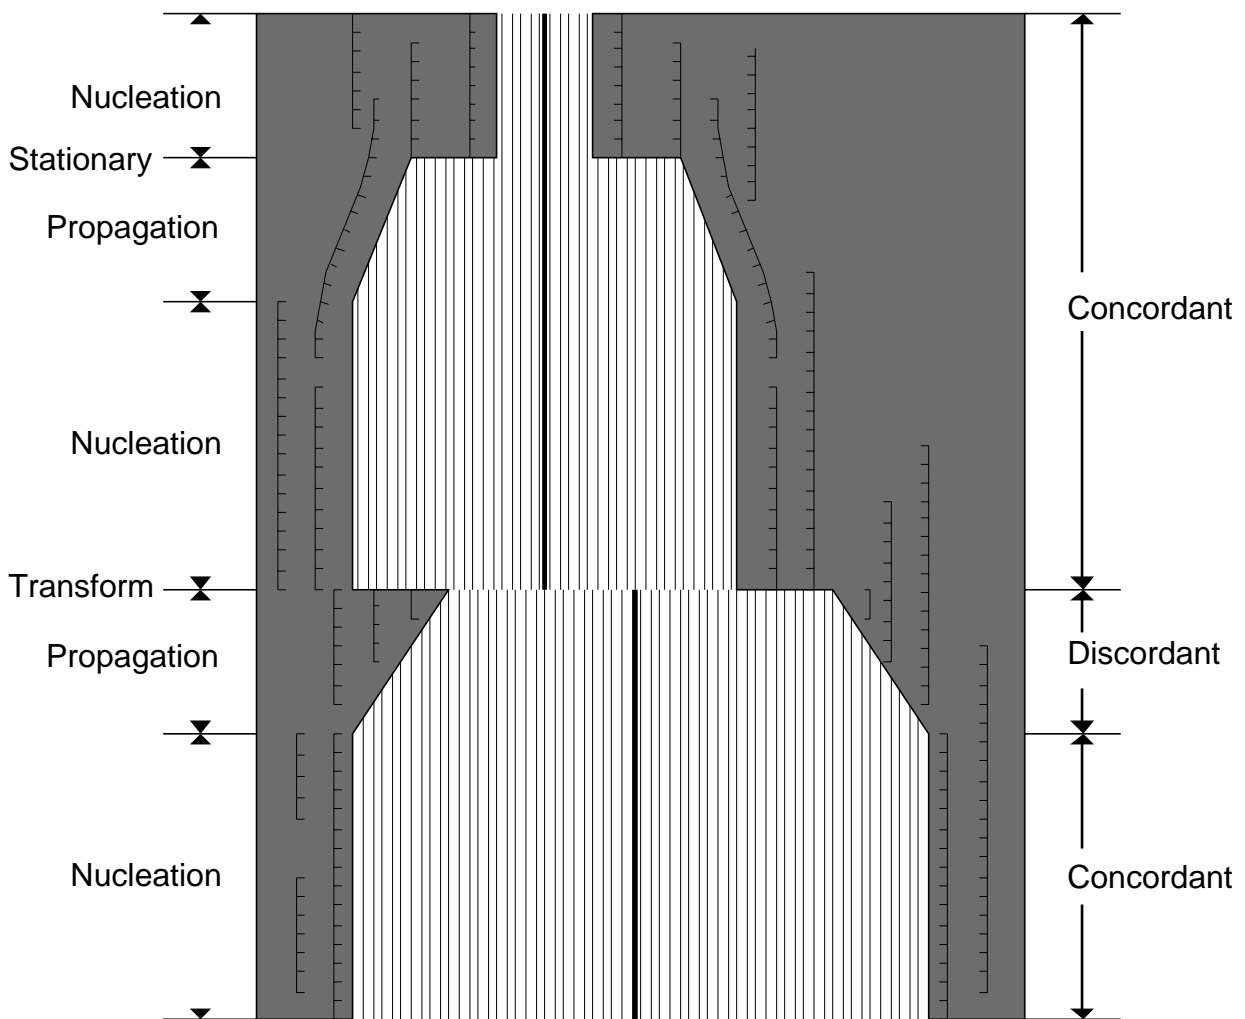 Nucleation
Stationary
Propagation
Concordant
Nucleation
Transform
Propagation
Discordant
Nucleation
Concordant